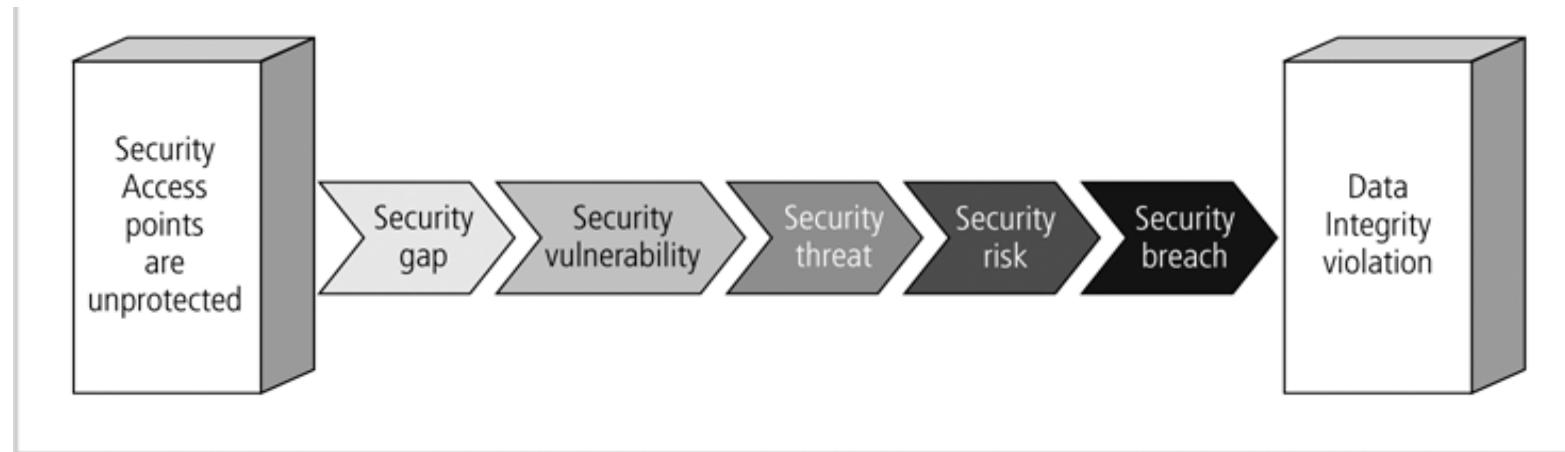 Security
Access
points
are
unprotected
Security
gap
Security
vulnerability
Security
threat
Security
risk
Security
breach
Data
Integrity
violation